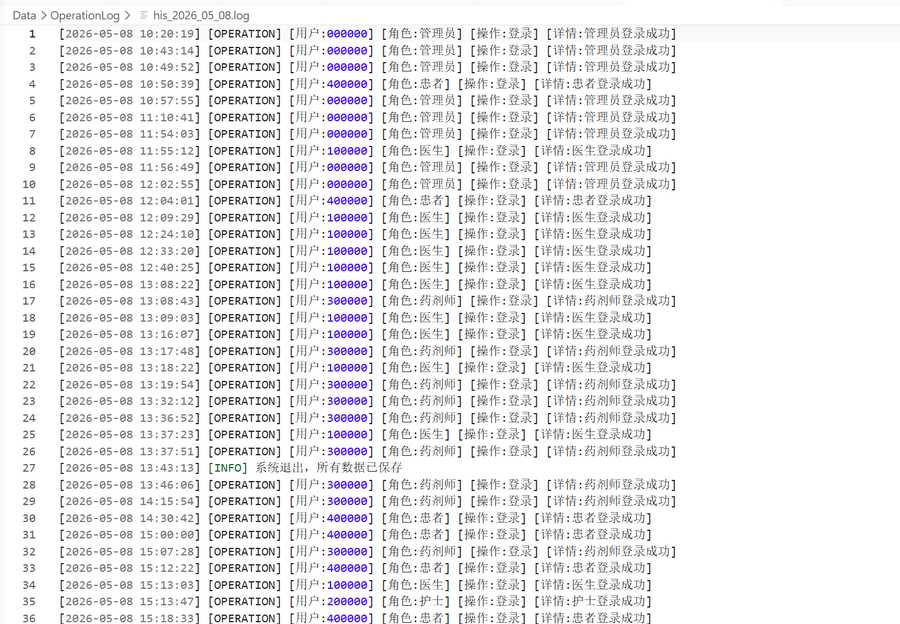 Data > OperationLog > his_2026_05_08.log
1 [2026-05-08 10:20:19] [OPERATION] [用户:000000] [角色:管理员] [操作:登录] [详情:管理员登录成功]
2 [2026-05-08 10:43:14] [OPERATION] [用户:000000] [角色:管理员] [操作:登录] [详情:管理员登录成功]
3 [2026-05-08 10:49:52] [OPERATION] [用户:000000] [角色:管理员] [操作:登录] [详情:管理员登录成功]
4 [2026-05-08 10:50:39] [OPERATION] [用户:400000] [角色:患者] [操作:登录] [详情:患者登录成功]
5 [2026-05-08 10:57:55] [OPERATION] [用户:000000] [角色:管理员] [操作:登录] [详情:管理员登录成功]
6 [2026-05-08 11:10:41] [OPERATION] [用户:000000] [角色:管理员] [操作:登录] [详情:管理员登录成功]
7 [2026-05-08 11:54:03] [OPERATION] [用户:000000] [角色:管理员] [操作:登录] [详情:管理员登录成功]
8 [2026-05-08 11:55:12] [OPERATION] [用户:100000] [角色:医生] [操作:登录] [详情:医生登录成功]
9 [2026-05-08 11:56:49] [OPERATION] [用户:000000] [角色:管理员] [操作:登录] [详情:管理员登录成功]
10 [2026-05-08 12:02:55] [OPERATION] [用户:000000] [角色:管理员] [操作:登录] [详情:管理员登录成功]
11 [2026-05-08 12:04:01] [OPERATION] [用户:400000] [角色:患者] [操作:登录] [详情:患者登录成功]
12 [2026-05-08 12:09:29] [OPERATION] [用户:100000] [角色:医生] [操作:登录] [详情:医生登录成功]
13 [2026-05-08 12:24:10] [OPERATION] [用户:100000] [角色:医生] [操作:登录] [详情:医生登录成功]
14 [2026-05-08 12:33:20] [OPERATION] [用户:100000] [角色:医生] [操作:登录] [详情:医生登录成功]
15 [2026-05-08 12:40:25] [OPERATION] [用户:100000] [角色:医生] [操作:登录] [详情:医生登录成功]
16 [2026-05-08 13:08:22] [OPERATION] [用户:100000] [角色:医生] [操作:登录] [详情:医生登录成功]
17 [2026-05-08 13:08:43] [OPERATION] [用户:300000] [角色:药剂师] [操作:登录] [详情:药剂师登录成功]
18 [2026-05-08 13:09:03] [OPERATION] [用户:100000] [角色:医生] [操作:登录] [详情:医生登录成功]
19 [2026-05-08 13:16:07] [OPERATION] [用户:100000] [角色:医生] [操作:登录] [详情:医生登录成功]
20 [2026-05-08 13:17:48] [OPERATION] [用户:300000] [角色:药剂师] [操作:登录] [详情:药剂师登录成功]
21 [2026-05-08 13:18:22] [OPERATION] [用户:100000] [角色:医生] [操作:登录] [详情:医生登录成功]
22 [2026-05-08 13:19:54] [OPERATION] [用户:300000] [角色:药剂师] [操作:登录] [详情:药剂师登录成功]
23 [2026-05-08 13:32:12] [OPERATION] [用户:300000] [角色:药剂师] [操作:登录] [详情:药剂师登录成功]
24 [2026-05-08 13:36:52] [OPERATION] [用户:300000] [角色:药剂师] [操作:登录] [详情:药剂师登录成功]
25 [2026-05-08 13:37:23] [OPERATION] [用户:100000] [角色:医生] [操作:登录] [详情:医生登录成功]
26 [2026-05-08 13:37:51] [OPERATION] [用户:300000] [角色:药剂师] [操作:登录] [详情:药剂师登录成功]
27 [2026-05-08 13:43:13] [INFO] 系统退出，所有数据已保存
28 [2026-05-08 13:46:06] [OPERATION] [用户:300000] [角色:药剂师] [操作:登录] [详情:药剂师登录成功]
29 [2026-05-08 14:15:54] [OPERATION] [用户:300000] [角色:药剂师] [操作:登录] [详情:药剂师登录成功]
30 [2026-05-08 14:30:42] [OPERATION] [用户:400000] [角色:患者] [操作:登录] [详情:患者登录成功]
31 [2026-05-08 15:00:00] [OPERATION] [用户:400000] [角色:患者] [操作:登录] [详情:患者登录成功]
32 [2026-05-08 15:07:28] [OPERATION] [用户:300000] [角色:药剂师] [操作:登录] [详情:药剂师登录成功]
33 [2026-05-08 15:12:22] [OPERATION] [用户:400000] [角色:患者] [操作:登录] [详情:患者登录成功]
34 [2026-05-08 15:13:03] [OPERATION] [用户:100000] [角色:医生] [操作:登录] [详情:医生登录成功]
35 [2026-05-08 15:13:47] [OPERATION] [用户:200000] [角色:护士] [操作:登录] [详情:护士登录成功]
36 [2026-05-08 15:18:33] [OPERATION] [用户:400000] [角色:患者] [操作:登录] [详情:患者登录成功]